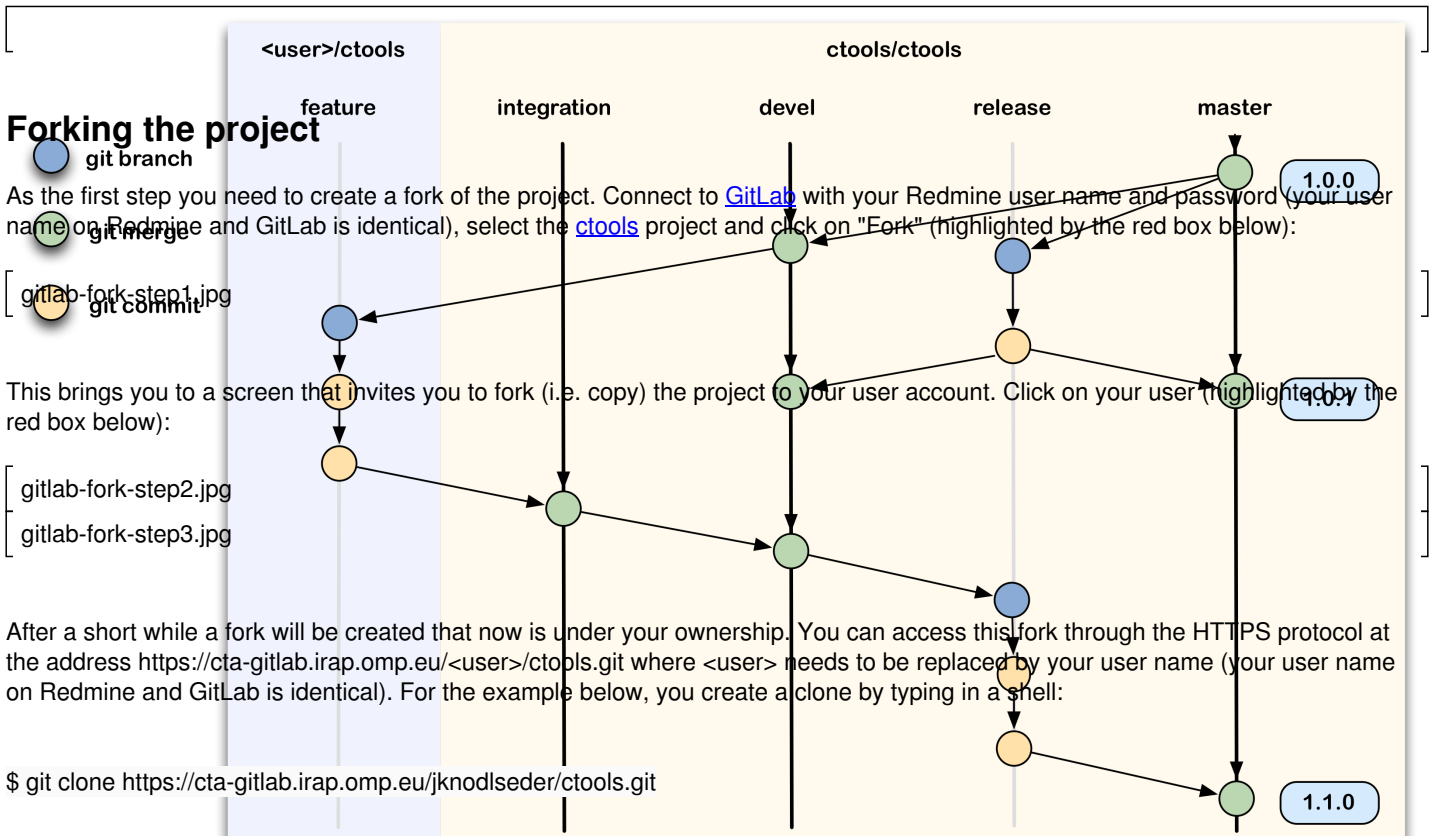 <user>/ctools
ctools/ctools
feature
integration
devel
release
master
Forking the project
git branch
1.0.0
As the first step you need to create a fork of the project. Connect to GitLab with your Redmine user name and password (your user
name on Redmine and GitLab is identical), select the ctools project and click on "Fork" (highlighted by the red box below):
git merge
gitlab-fork-step1.jpg
git commit
This brings you to a screen that invites you to fork (i.e. copy) the project to your user account. Click on your user (highlighted by the
red box below):
1.0.1
gitlab-fork-step2.jpg
gitlab-fork-step3.jpg
After a short while a fork will be created that now is under your ownership. You can access this fork through the HTTPS protocol at
the address https://cta-gitlab.irap.omp.eu/<user>/ctools.git where <user> needs to be replaced by your user name (your user name
on Redmine and GitLab is identical). For the example below, you create a clone by typing in a shell:
$ git clone https://cta-gitlab.irap.omp.eu/jknodlseder/ctools.git
1.1.0